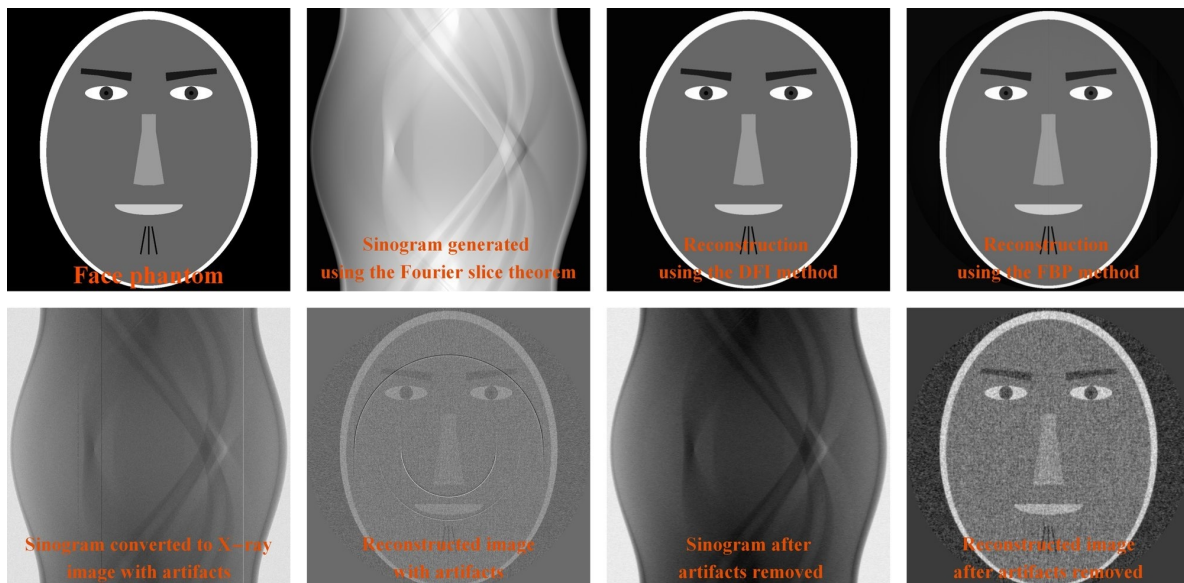 Face phantom
Sinogram generated
using the Fourier slice theorem
Reconstruction
using the DFI method
Reconstruction
using the FBP method
Sinogram converted to X-ray
image with artifacts
Reconstructed image
with artifacts
Sinogram after
artifacts removed
Reconstructed image
after artifacts removed